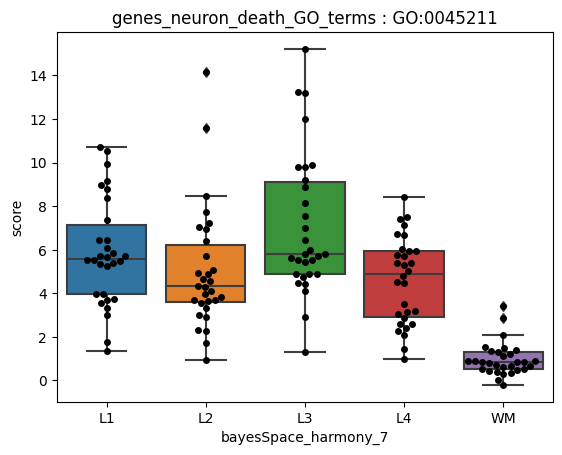 genes_neuron_death_GO_terms : GO:0045211
score
14
12
10
8
6
4
2
0
L1 L2 L3 L4 WM
bayesSpace_harmony_7